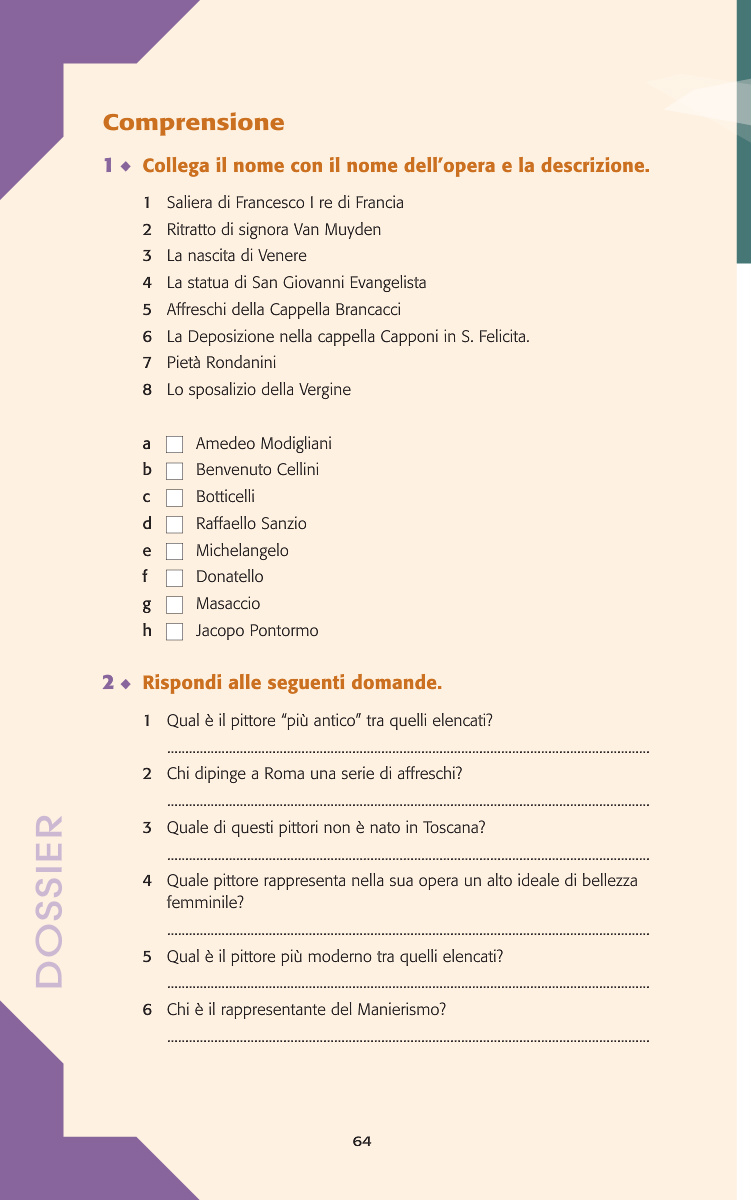 Comprensione
1 ◆ Collega il nome con il nome dell'opera e la descrizione.
1 Saliera di Francesco I re di Francia
2 Ritratto di signora Van Muyden
3 La nascita di Venere
4 La statua di San Giovanni Evangelista
5 Affreschi della Cappella Brancacci
6 La Deposizione nella cappella Capponi in S. Felicita.
7 Pietà Rondanini
8 Lo sposalizio della Vergine
a Amedeo Modigliani
b Benvenuto Cellini
c Botticelli
d Raffaello Sanzio
e Michelangelo
f Donatello
g Masaccio
h Jacopo Pontormo
2 ◆ Rispondi alle seguenti domande.
1 Qual è il pittore “più antico” tra quelli elencati?
2 Chi dipinge a Roma una serie di affreschi?
3 Quale di questi pittori non è nato in Toscana?
4 Quale pittore rappresenta nella sua opera un alto ideale di bellezza
femminile?
5 Qual è il pittore più moderno tra quelli elencati?
6 Chi è il rappresentante del Manierismo?
DOSSIER
64